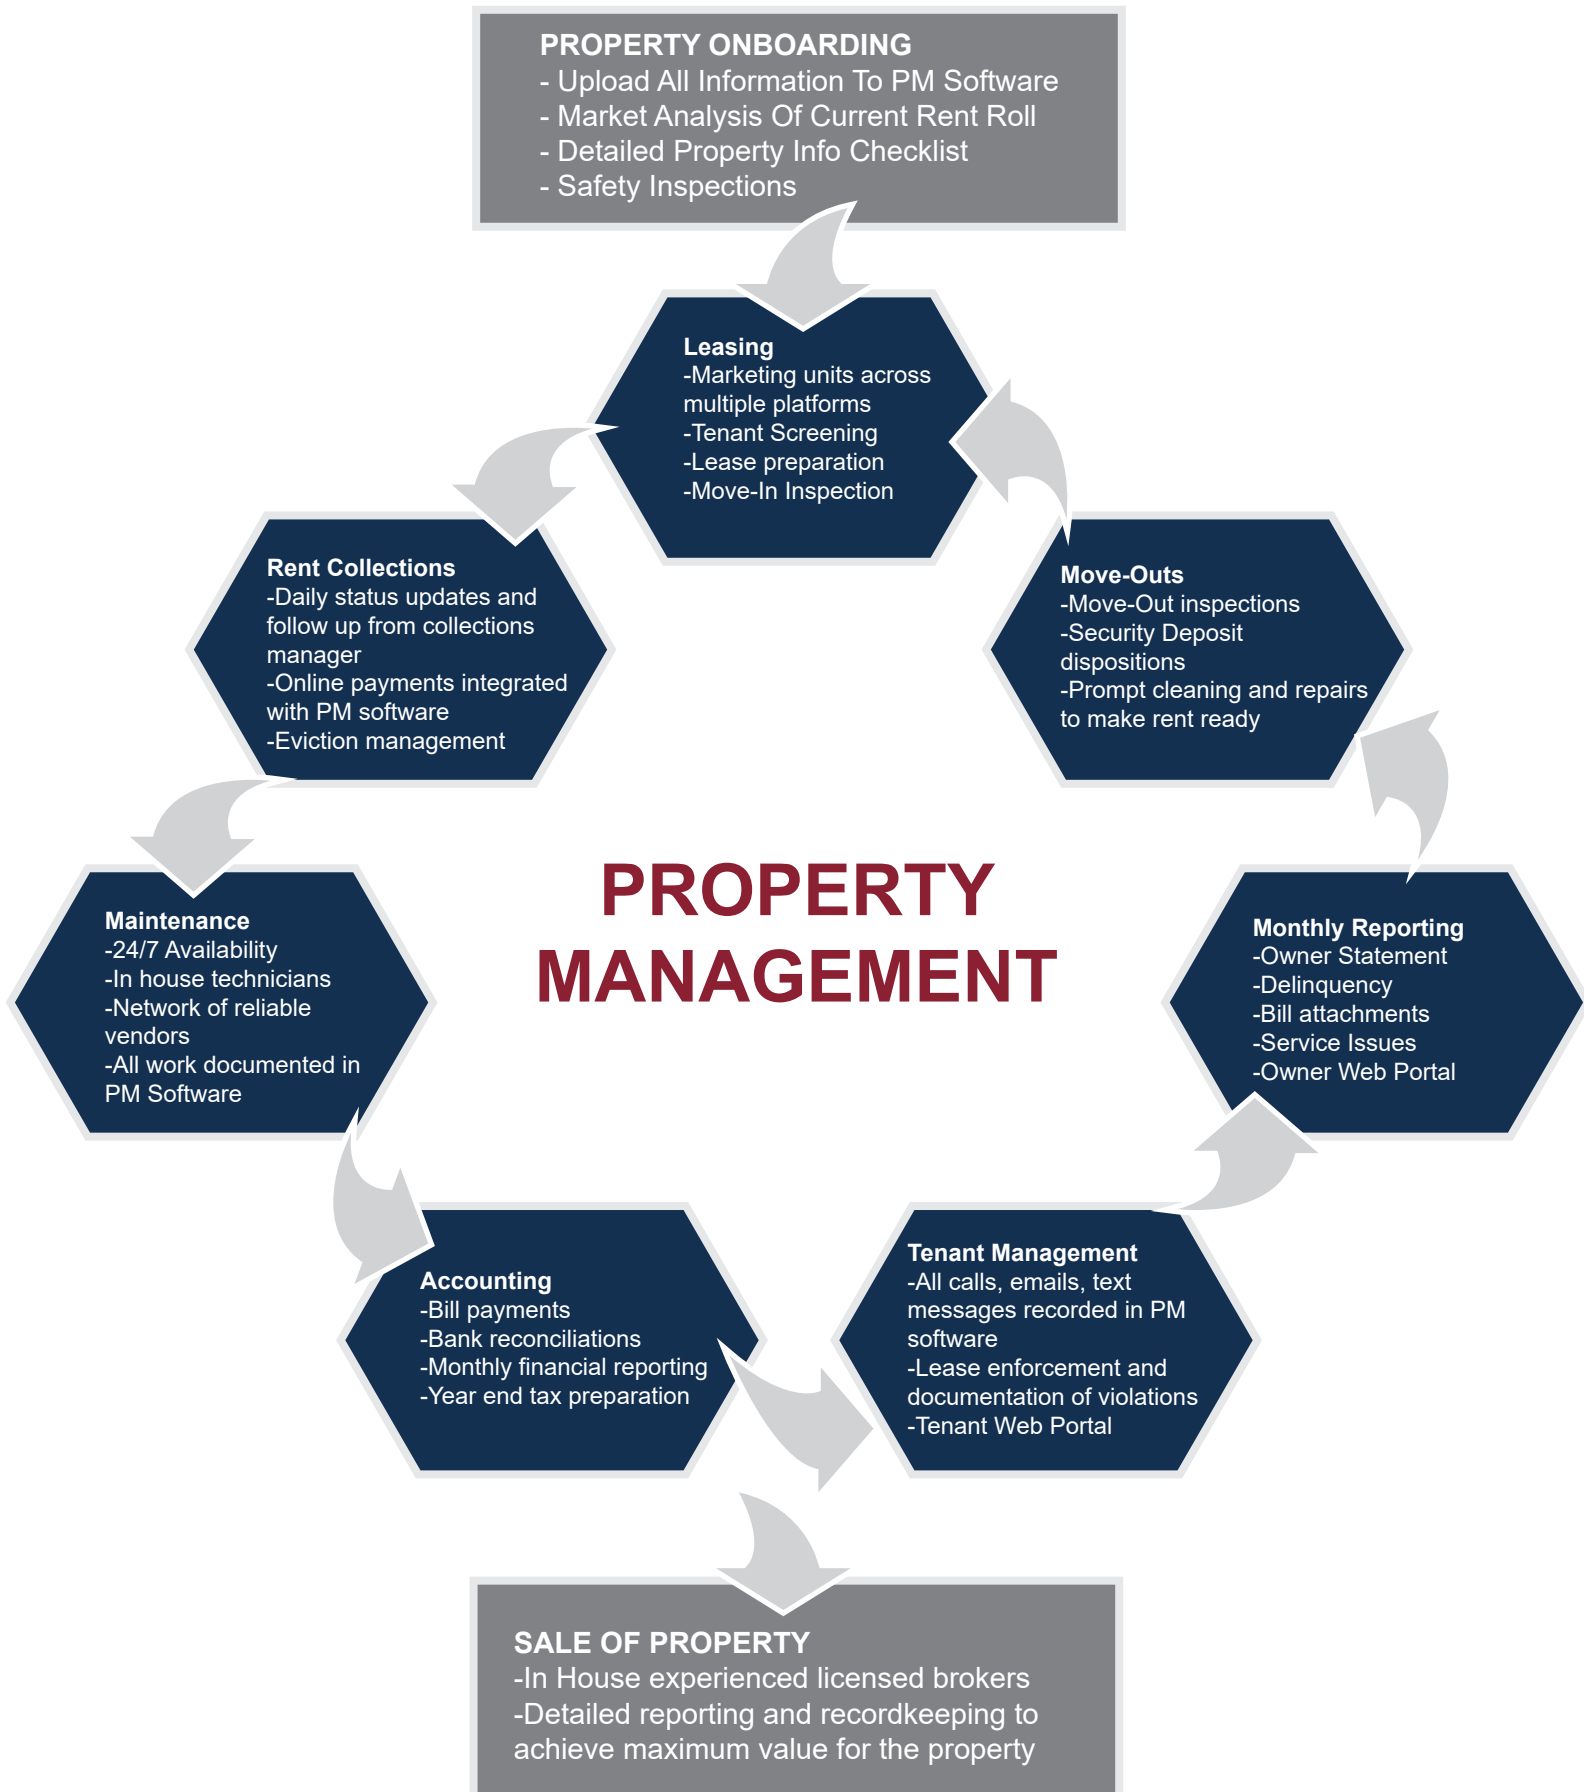 PROPERTY ONBOARDING
- Upload All Information To PM Software
- Market Analysis Of Current Rent Roll
- Detailed Property Info Checklist
- Safety Inspections
Leasing
-Marketing units across
multiple platforms
-Tenant Screening
-Lease preparation
-Move-In Inspection
Rent Collections
-Daily status updates and
follow up from collections
manager
-Online payments integrated
with PM software
-Eviction management
Move-Outs
-Move-Out inspections
-Security Deposit
dispositions
-Prompt cleaning and repairs
to make rent ready
PROPERTY
MANAGEMENT
Maintenance
-24/7 Availability
-In house technicians
-Network of reliable
vendors
-All work documented in
PM Software
Monthly Reporting
-Owner Statement
-Delinquency
-Bill attachments
-Service Issues
-Owner Web Portal
Accounting
-Bill payments
-Bank reconciliations
-Monthly financial reporting
-Year end tax preparation
Tenant Management
-All calls, emails, text
messages recorded in PM
software
-Lease enforcement and
documentation of violations
-Tenant Web Portal
SALE OF PROPERTY
-In House experienced licensed brokers
-Detailed reporting and recordkeeping to
achieve maximum value for the property